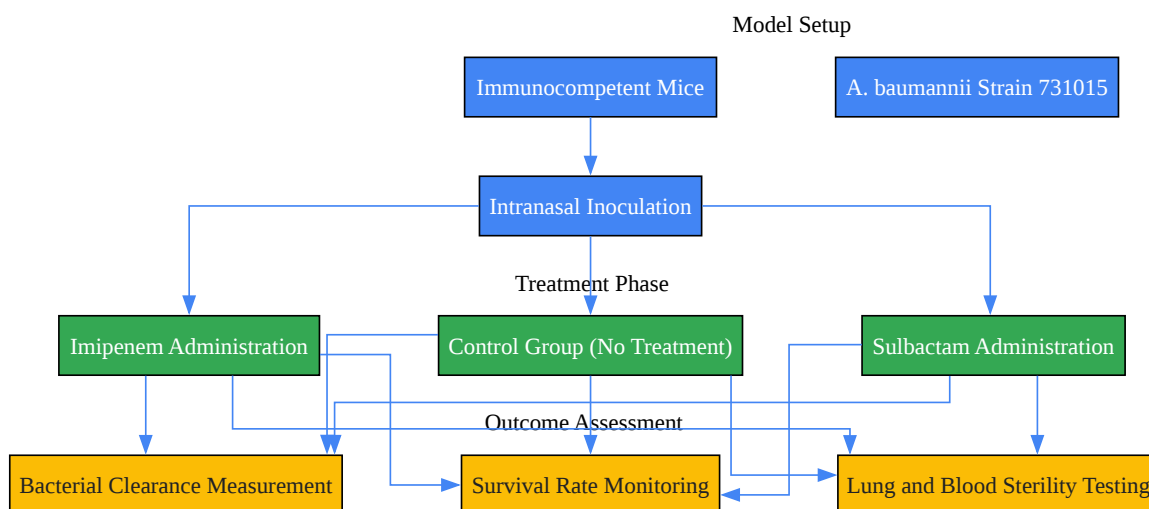 Model Setup
Immunocompetent Mice
A. baumannii Strain 731015
Intranasal Inoculation
Treatment Phase
Imipenem Administration
Control Group (No Treatment)
Sulbactam Administration
Outcome Assessment
Bacterial Clearance Measurement
Survival Rate Monitoring
Lung and Blood Sterility Testing